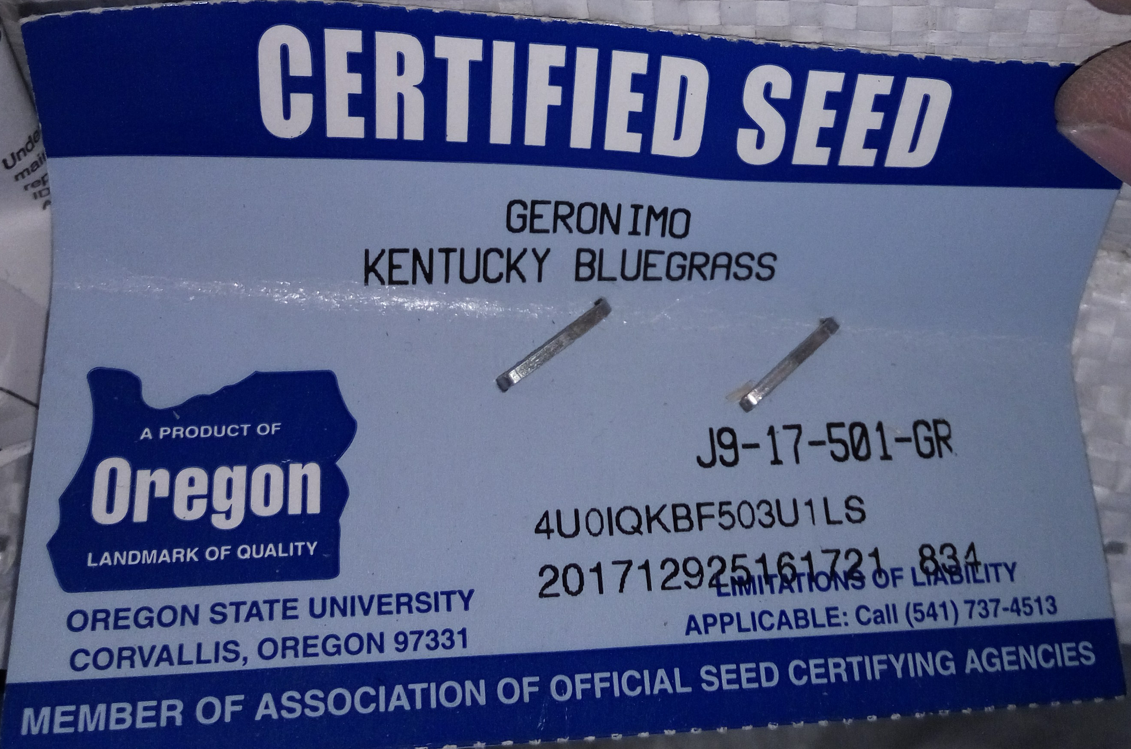 CERTIFIED SEED
GERONIMO
KENTUCKY BLUEGRASS
J9-17-501-GR
4U0IQKBF503U1LS
201712925161721 834
A PRODUCT OF
Oregon
LANDMARK OF QUALITY
OREGON STATE UNIVERSITY
CORVALLIS, OREGON 97331
LIMITATIONS OF LIABILITY
APPLICABLE: Call (541) 737-4513
MEMBER OF ASSOCIATION OF OFFICIAL SEED CERTIFYING AGENCIES